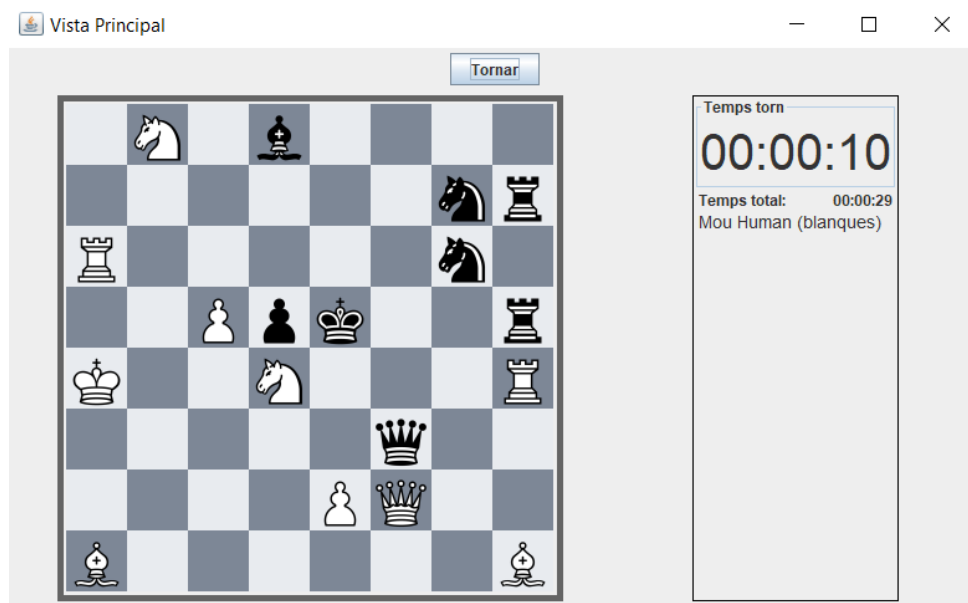 Vista Principal
Tornar
Temps torn
00:00:10
Temps total: 00:00:29
Mou Human (blanques)